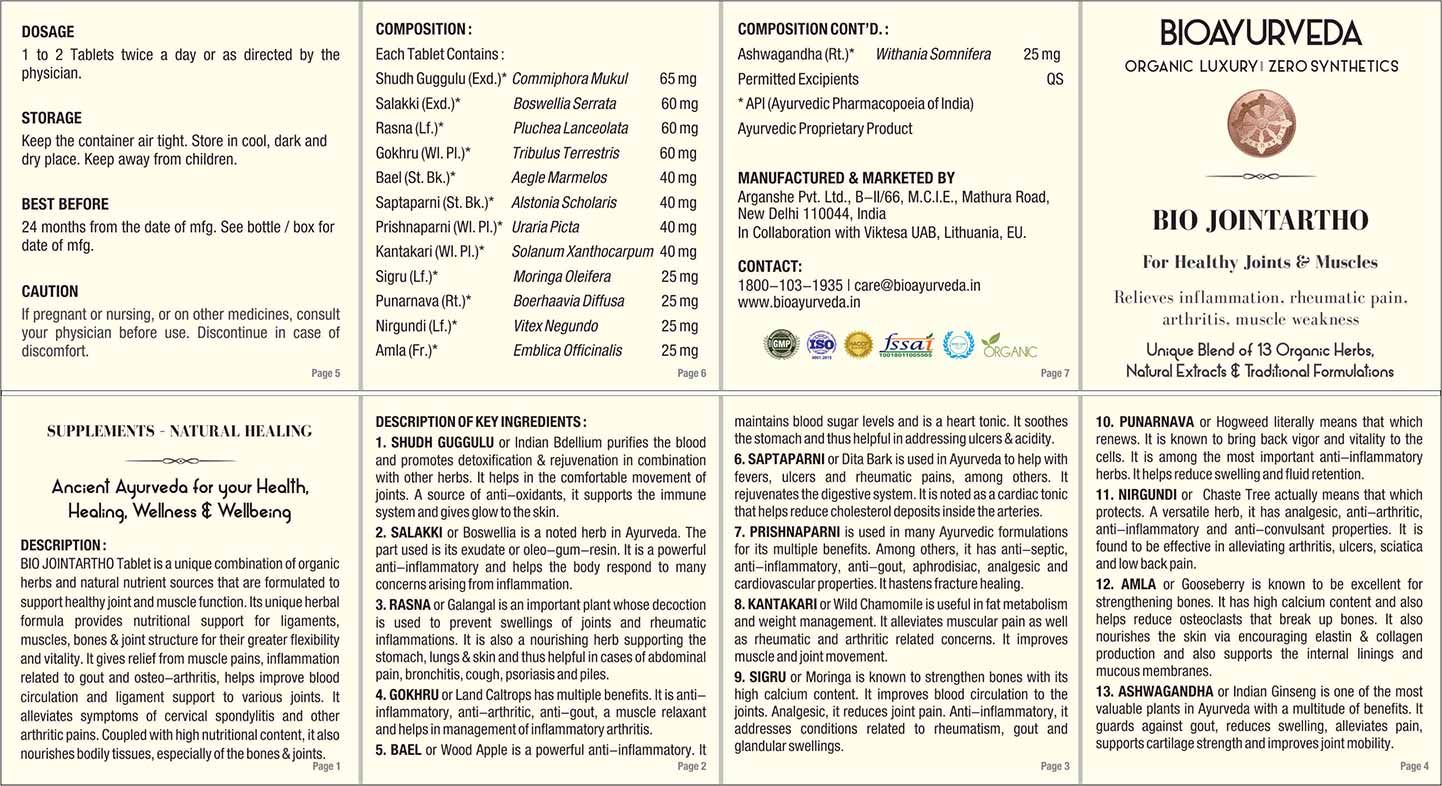 DOSAGE
1 to 2 Tablets twice a day or as directed by the
physician.
STORAGE
Keep the container air tight. Store in cool, dark and
dry place. Keep away from children.
BEST BEFORE
24 months from the date of mfg. See bottle / box for
date of mfg.
CAUTION
If pregnant or nursing, or on other medicines, consult
your physician before use. Discontinue in case of
discomfort.
Page 5
COMPOSITION :
Each Tablet Contains :
Shudh Guggulu (Exd.)* Commiphora Mukul 65 mg
Salakki (Exd.)* Boswellia Serrata 60 mg
Rasna (Lf.)* Pluchea Lanceolata 60 mg
Gokhru (Wl. Pl.)* Tribulus Terrestris 60 mg
Bael (St. Bk.)* Aegle Marmelos 40 mg
Saptaparni (St. Bk.)* Alstonia Scholaris 40 mg
Prishnaparni (Wl. Pl.)* Uraria Picta 40 mg
Kantakari (Wl. Pl.)* Solanum Xanthocarpum 40 mg
Sigru (Lf.)* Moringa Oleifera 25 mg
Punarnava (Rt.)* Boerhaavia Diffusa 25 mg
Nirgundi (Lf.)* Vitex Negundo 25 mg
Amla (Fr.)* Emblica Officinalis 25 mg
Page 6
COMPOSITION CONT'D. :
Ashwagandha (Rt.)* Withania Somnifera 25 mg
Permitted Excipients QS
* API (Ayurvedic Pharmacopoeia of India)
Ayurvedic Proprietary Product
MANUFACTURED & MARKETED BY
Arganshe Pvt. Ltd., B–II/66, M.C.I.E., Mathura Road,
New Delhi 110044, India
In Collaboration with Viktesa UAB, Lithuania, EU.
CONTACT:
1800–103–1935 | care@bioayurveda.in
www.bioayurveda.in
GMP
ISO
9001:2015
HACCP
fssai
10018011005565
ORGANIC
Page 7
BIOAYURVEDA
ORGANIC LUXURY | ZERO SYNTHETICS
BIO JOINTARTHO
For Healthy Joints & Muscles
Relieves inflammation, rheumatic pain,
arthritis, muscle weakness
Unique Blend of 13 Organic Herbs,
Natural Extracts & Traditional Formulations
SUPPLEMENTS - NATURAL HEALING
Ancient Ayurveda for your Health,
Healing, Wellness & Wellbeing
DESCRIPTION :
BIO JOINTARTHO Tablet is a unique combination of organic
herbs and natural nutrient sources that are formulated to
support healthy joint and muscle function. Its unique herbal
formula provides nutritional support for ligaments,
muscles, bones & joint structure for their greater flexibility
and vitality. It gives relief from muscle pains, inflammation
related to gout and osteo–arthritis, helps improve blood
circulation and ligament support to various joints. It
alleviates symptoms of cervical spondylitis and other
arthritic pains. Coupled with high nutritional content, it also
nourishes bodily tissues, especially of the bones & joints.
Page 1
DESCRIPTION OF KEY INGREDIENTS :
1. SHUDH GUGGULU or Indian Bdellium purifies the blood
and promotes detoxification & rejuvenation in combination
with other herbs. It helps in the comfortable movement of
joints. A source of anti–oxidants, it supports the immune
system and gives glow to the skin.
2. SALAKKI or Boswellia is a noted herb in Ayurveda. The
part used is its exudate or oleo–gum–resin. It is a powerful
anti–inflammatory and helps the body respond to many
concerns arising from inflammation.
3. RASNA or Galangal is an important plant whose decoction
is used to prevent swellings of joints and rheumatic
inflammations. It is also a nourishing herb supporting the
stomach, lungs & skin and thus helpful in cases of abdominal
pain, bronchitis, cough, psoriasis and piles.
4. GOKHRU or Land Caltrops has multiple benefits. It is anti–
inflammatory, anti–arthritic, anti–gout, a muscle relaxant
and helps in management of inflammatory arthritis.
5. BAEL or Wood Apple is a powerful anti–inflammatory. It
Page 2
maintains blood sugar levels and is a heart tonic. It soothes
the stomach and thus helpful in addressing ulcers & acidity.
6. SAPTAPARNI or Dita Bark is used in Ayurveda to help with
fevers, ulcers and rheumatic pains, among others. It
rejuvenates the digestive system. It is noted as a cardiac tonic
that helps reduce cholesterol deposits inside the arteries.
7. PRISHNAPARNI is used in many Ayurvedic formulations
for its multiple benefits. Among others, it has anti–septic,
anti–inflammatory, anti–gout, aphrodisiac, analgesic and
cardiovascular properties. It hastens fracture healing.
8. KANTAKARI or Wild Chamomile is useful in fat metabolism
and weight management. It alleviates muscular pain as well
as rheumatic and arthritic related concerns. It improves
muscle and joint movement.
9. SIGRU or Moringa is known to strengthen bones with its
high calcium content. It improves blood circulation to the
joints. Analgesic, it reduces joint pain. Anti–inflammatory, it
addresses conditions related to rheumatism, gout and
glandular swellings.
Page 3
10. PUNARNAVA or Hogweed literally means that which
renews. It is known to bring back vigor and vitality to the
cells. It is among the most important anti–inflammatory
herbs. It helps reduce swelling and fluid retention.
11. NIRGUNDI or Chaste Tree actually means that which
protects. A versatile herb, it has analgesic, anti–arthritic,
anti–inflammatory and anti–convulsant properties. It is
found to be effective in alleviating arthritis, ulcers, sciatica
and low back pain.
12. AMLA or Gooseberry is known to be excellent for
strengthening bones. It has high calcium content and also
helps reduce osteoclasts that break up bones. It also
nourishes the skin via encouraging elastin & collagen
production and also supports the internal linings and
mucous membranes.
13. ASHWAGANDHA or Indian Ginseng is one of the most
valuable plants in Ayurveda with a multitude of benefits. It
guards against gout, reduces swelling, alleviates pain,
supports cartilage strength and improves joint mobility.
Page 4